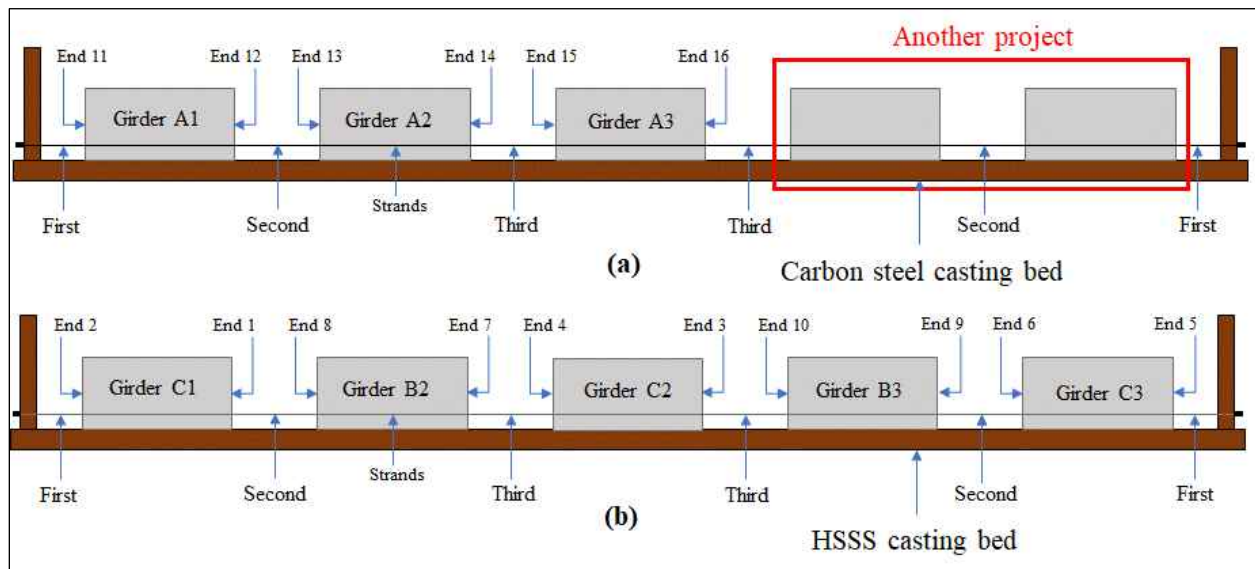 Another project
End 11
End 12
End 13
End 14
End 15
End 16
Girder A1
Girder A2
Girder A3
First
Second
Strands
Third
Third
Second
First
(a)
Carbon steel casting bed
End 2
End 1
End 8
End 7
End 4
End 3
End 10
End 9
End 6
End 5
Girder C1
Girder B2
Girder C2
Girder B3
Girder C3
First
Second
Strands
Third
Third
Second
First
(b)
HSSS casting bed